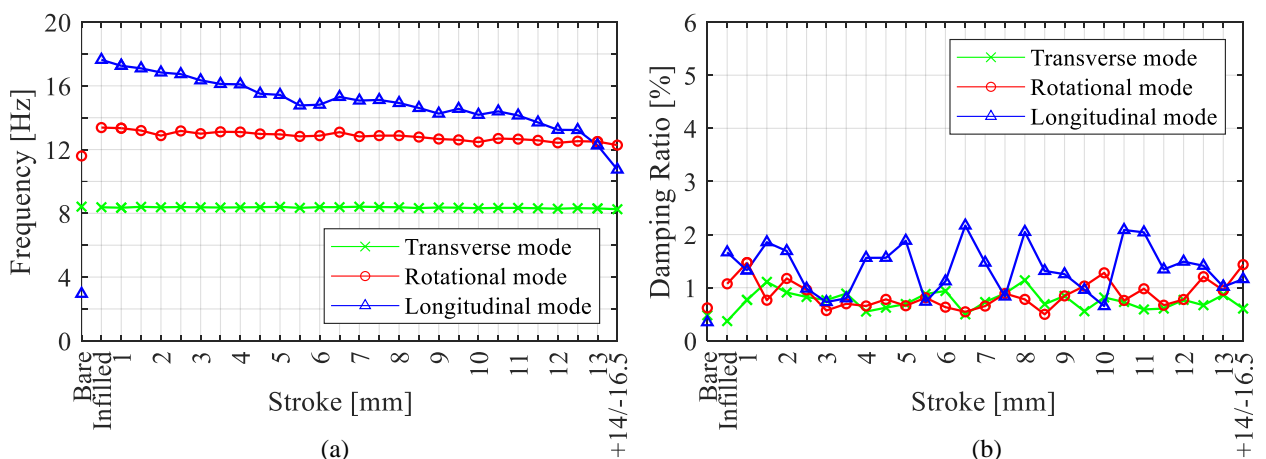 20
16
12
8
4
0
Frequency [Hz]
Transverse mode
Rotational mode
Longitudinal mode
Bare
Infilled
1
2
3
4
5
6
7
8
9
10
11
12
13
+14/-16.5
Stroke [mm]
(a)
6
5
4
3
2
1
0
Damping Ratio [%]
Transverse mode
Rotational mode
Longitudinal mode
Bare
Infilled
1
2
3
4
5
6
7
8
9
10
11
12
13
+14/-16.5
Stroke [mm]
(b)